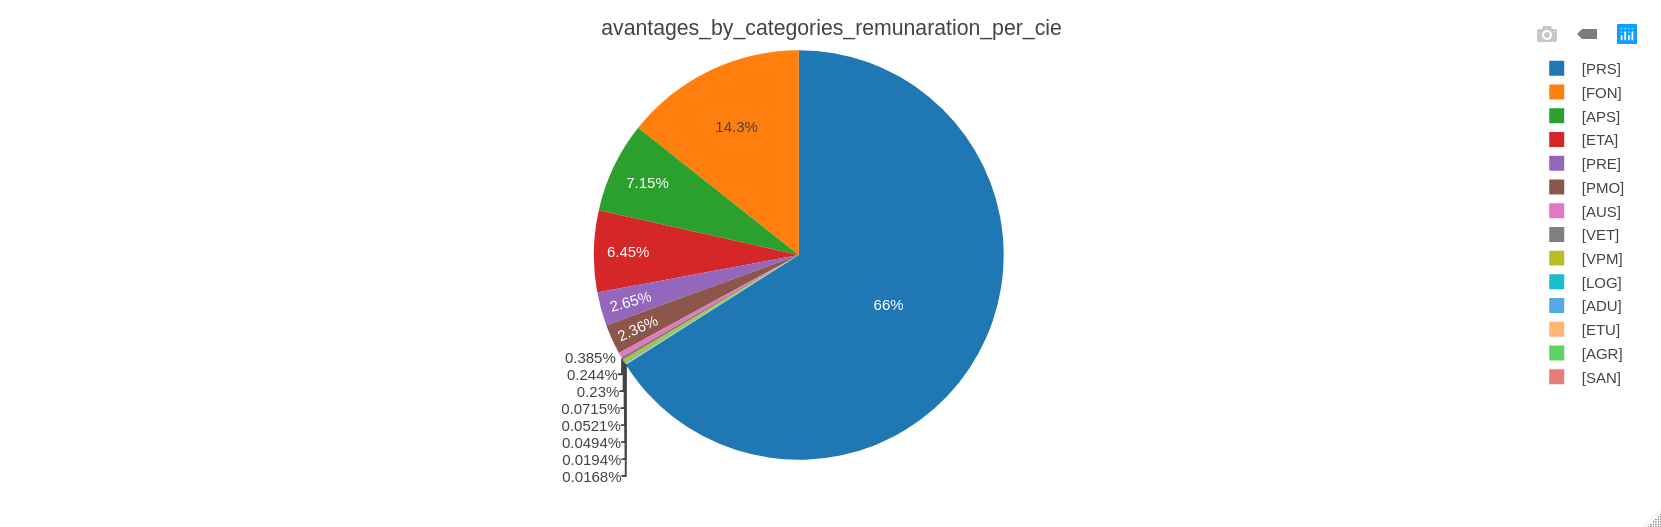 avantages_by_categories_remunaration_per_cie
[PRS]
[FON]
[APS]
[ETA]
[PRE]
[PMO]
[AUS]
[VET]
[VPM]
[LOG]
[ADU]
[ETU]
[AGR]
[SAN]
14.3%
7.15%
6.45%
2.65%
2.36%
66%
0.385%
0.244%
0.23%
0.0715%
0.0521%
0.0494%
0.0194%
0.0168%